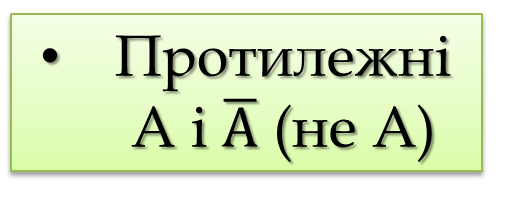 • Протилежні
А і A̅ (не А)